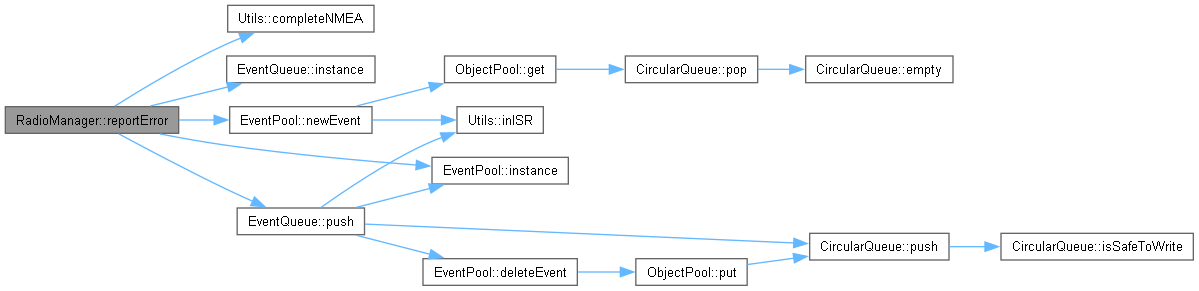 Utils::completeNMEA
EventQueue::instance
ObjectPool::get
CircularQueue::pop
CircularQueue::empty
RadioManager::reportError
EventPool::newEvent
Utils::inISR
EventPool::instance
EventQueue::push
CircularQueue::push
CircularQueue::isSafeToWrite
EventPool::deleteEvent
ObjectPool::put